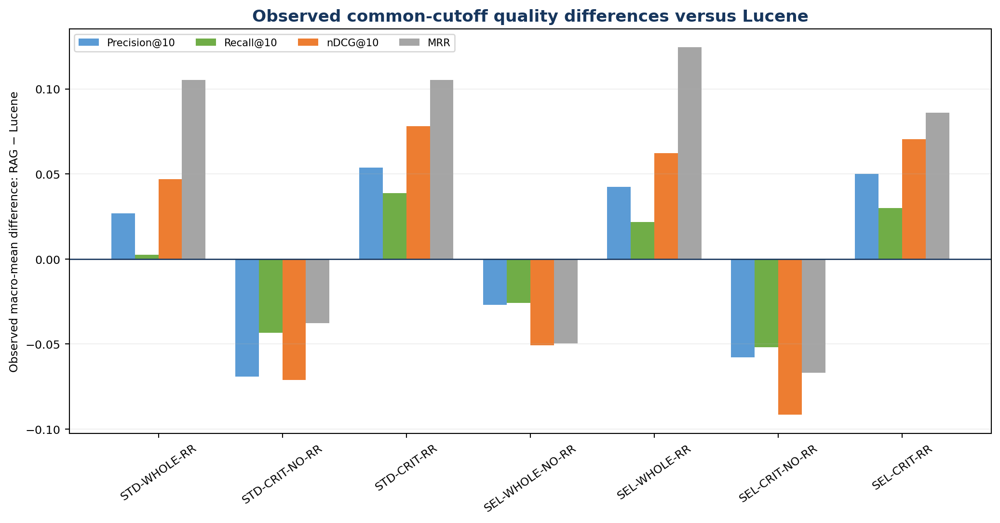 Observed common-cutoff quality differences versus Lucene
Precision@10 Recall@10 nDCG@10 MRR
Observed macro-mean difference: RAG − Lucene
0.10
0.05
0.00
−0.05
−0.10
STD-WHOLE-RR
STD-CRIT-NO-RR
STD-CRIT-RR
SEL-WHOLE-NO-RR
SEL-WHOLE-RR
SEL-CRIT-NO-RR
SEL-CRIT-RR